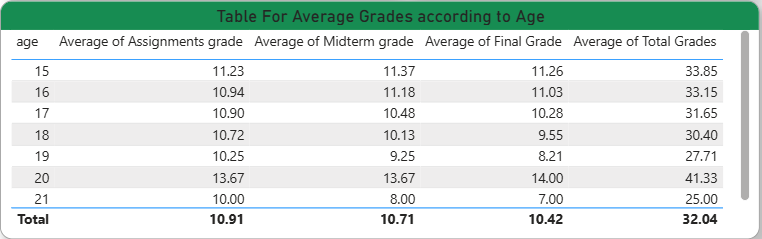 Table For Average Grades according to Age
age Average of Assignments grade Average of Midterm grade Average of Final Grade Average of Total Grades
15 11.23 11.37 11.26 33.85
16 10.94 11.18 11.03 33.15
17 10.90 10.48 10.28 31.65
18 10.72 10.13 9.55 30.40
19 10.25 9.25 8.21 27.71
20 13.67 13.67 14.00 41.33
21 10.00 8.00 7.00 25.00
Total 10.91 10.71 10.42 32.04